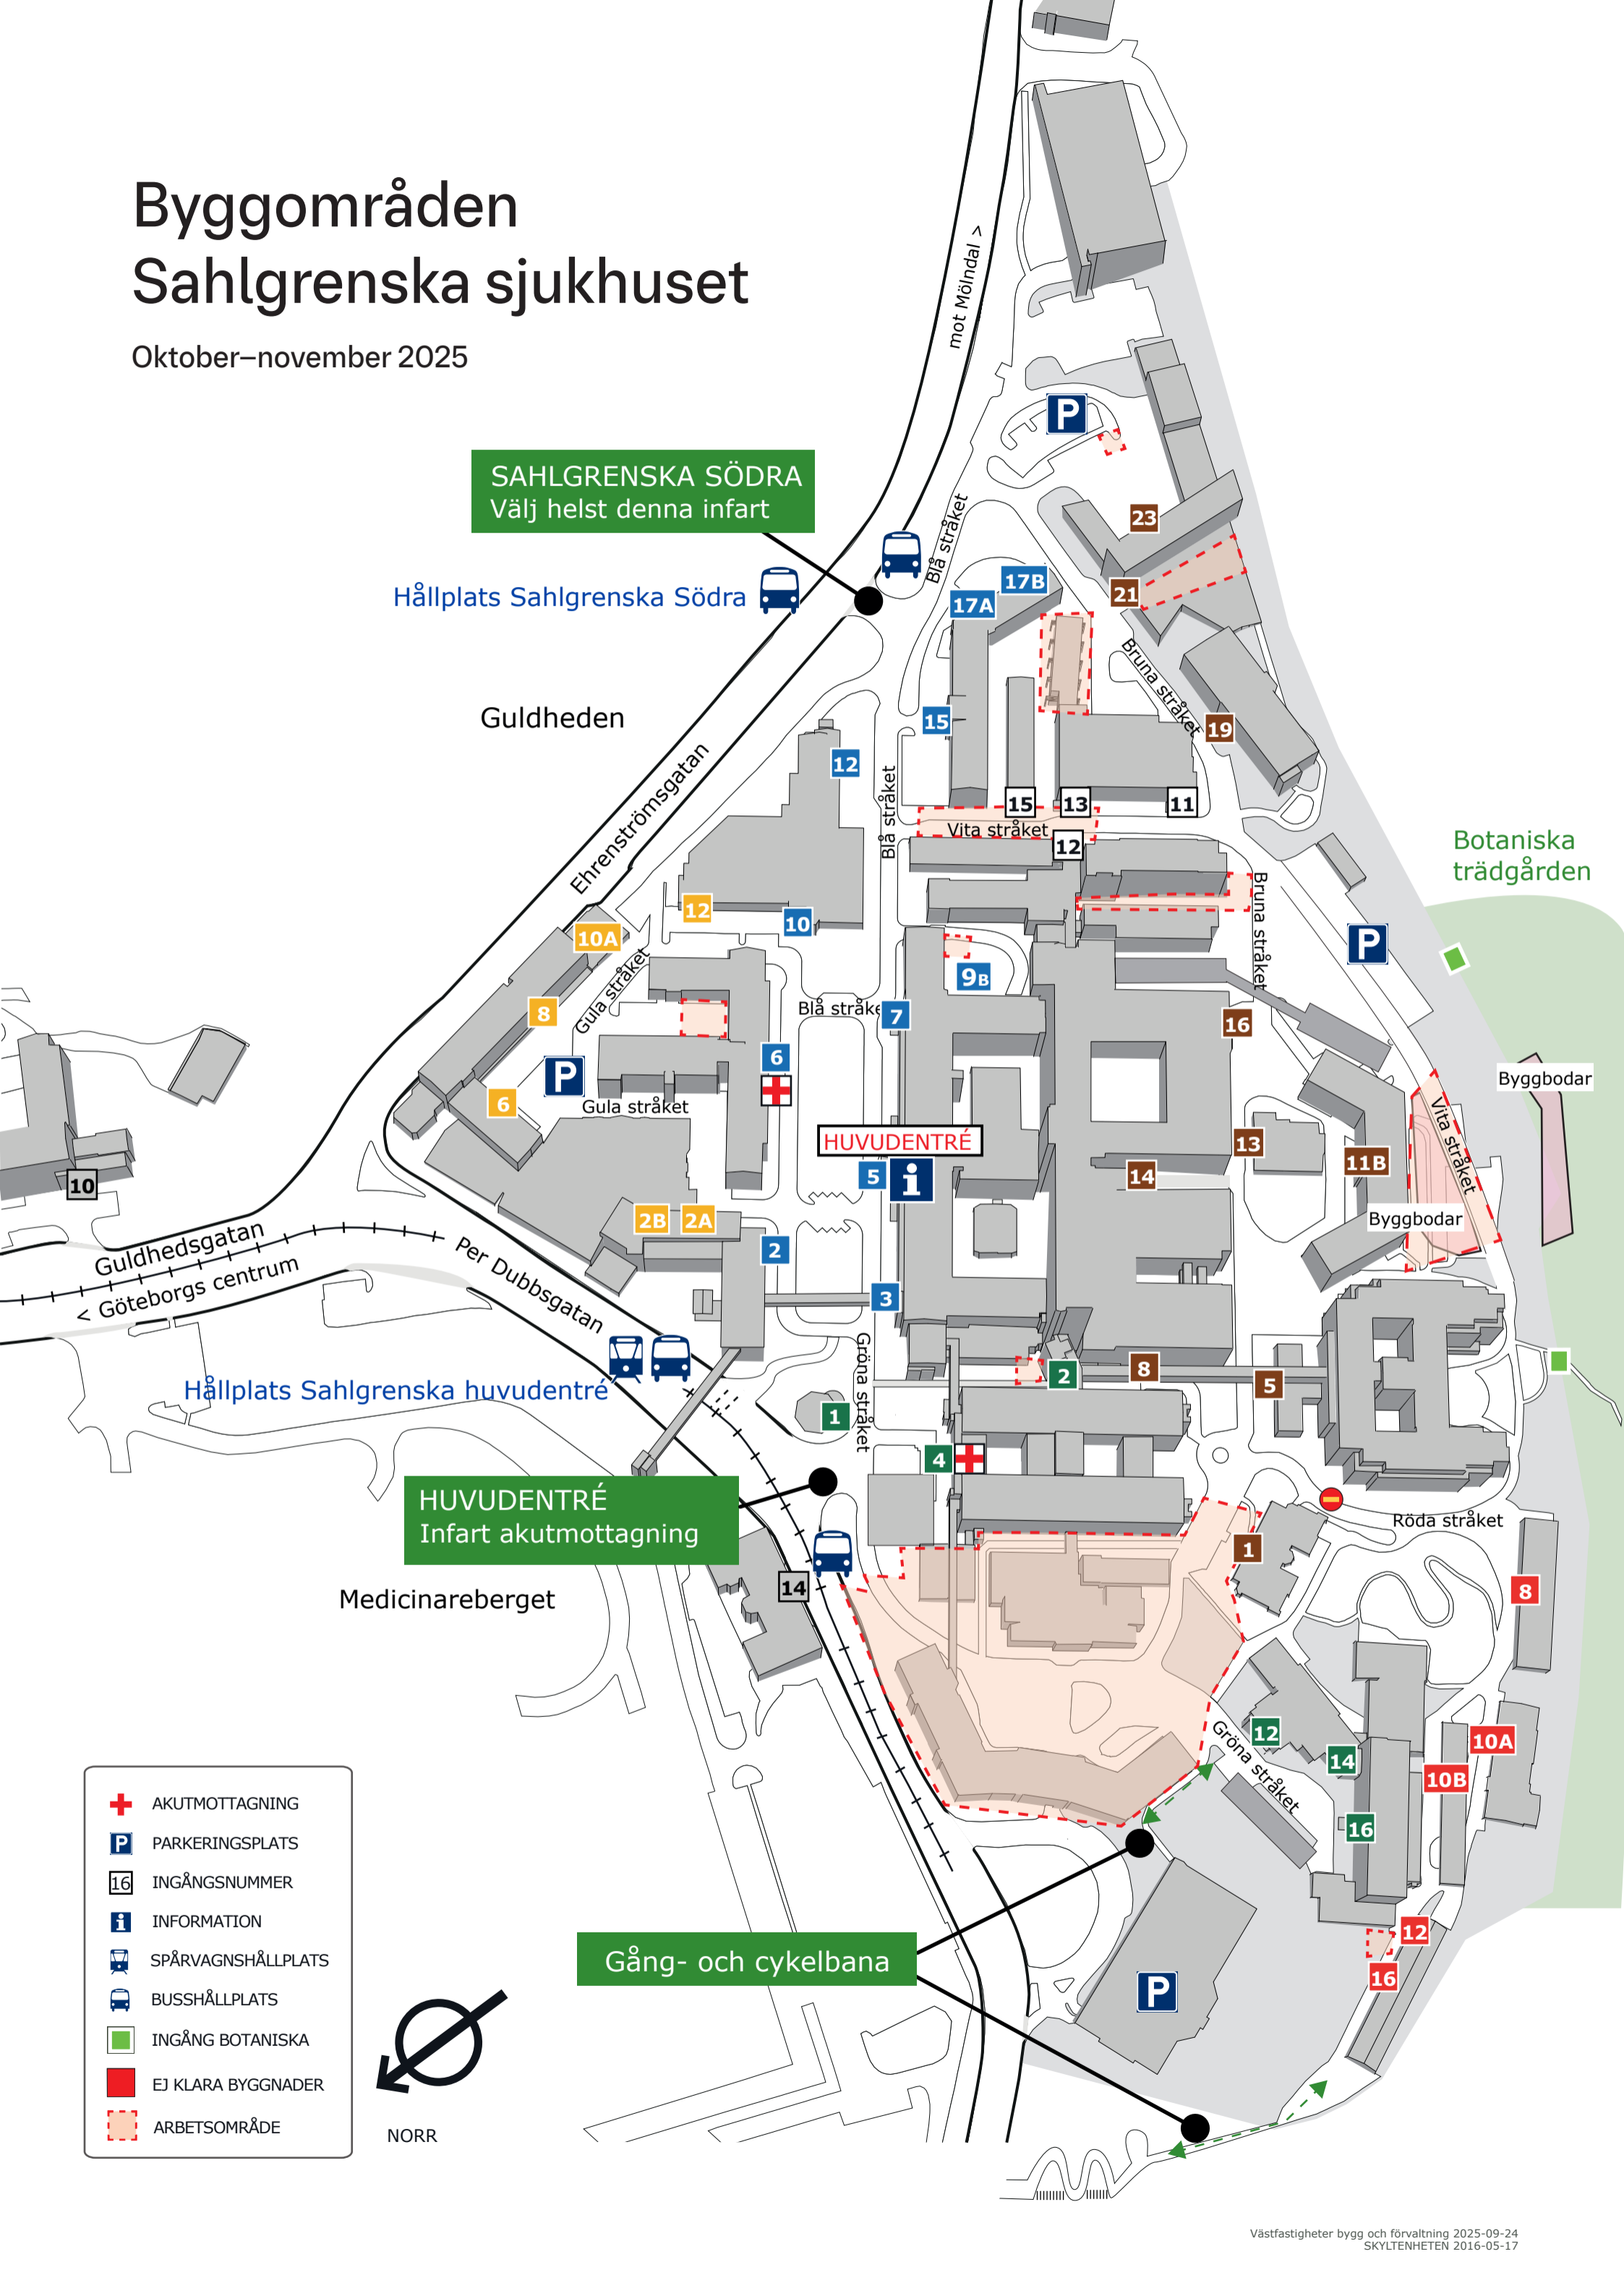 Byggområden
Sahlgrenska sjukhuset
Oktober–november 2025
mot Mölndal >
P
SAHLGRENSKA SÖDRA
Välj helst denna infart
Blå stråket
23
Hållplats Sahlgrenska Södra
17B
17A
21
Bruna stråket
Guldheden
15
19
12
Ehrenströmsgatan
Blå stråket
15
13
11
Vita stråket
12
Botaniska
trädgården
Bruna stråket
12
10
10A
P
9B
Gula stråket
8
Blå stråke
7
16
6
P
6
Gula stråket
Byggbodar
Vita stråket
HUVUDENTRÉ
13
11B
14
5
i
10
Byggbodar
2B
2A
2
Guldhedsgatan
< Göteborgs centrum
Per Dubbsgatan
3
Gröna stråket
8
2
5
Hållplats Sahlgrenska huvudentré
1
4
HUVUDENTRÉ
Infart akutmottagning
Röda stråket
1
14
Medicinareberget
8
12
10A
14
10B
Gröna stråket
16
12
16
Gång- och cykelbana
P
AKUTMOTTAGNING
P PARKERINGSPLATS
16 INGÅNGSNUMMER
i INFORMATION
SPÅRVAGNSHÅLLPLATS
BUSSHÅLLPLATS
INGÅNG BOTANISKA
EJ KLARA BYGGNADER
ARBETSOMRÅDE
NORR
Västfastigheter bygg och förvaltning 2025-09-24
SKYLTENHETEN 2016-05-17